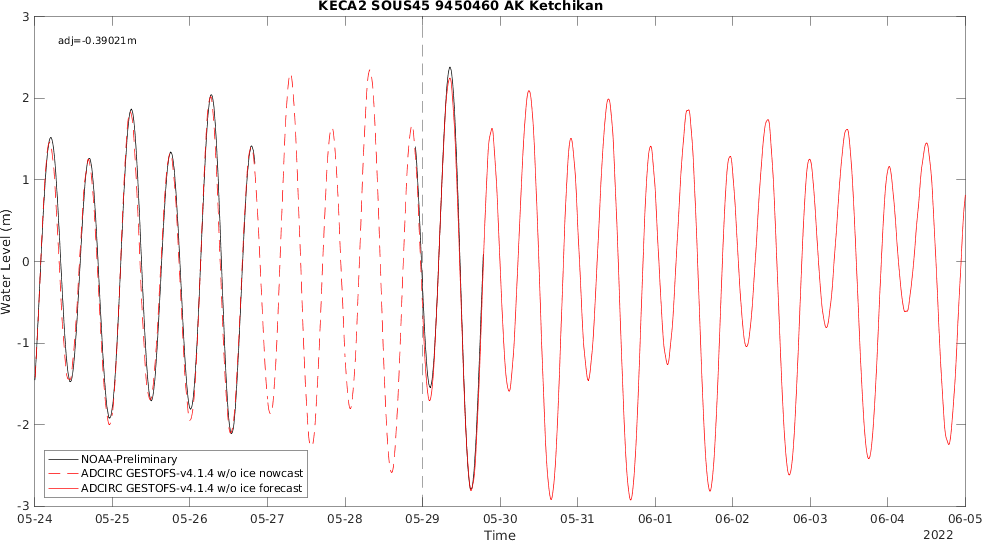 KECA2 SOUS45 9450460 AK Ketchikan
adj=-0.39021m
3
2
1
0
-1
-2
-3
Water Level (m)
NOAA-Preliminary
ADCIRC GESTOFS-v4.1.4 w/o ice nowcast
ADCIRC GESTOFS-v4.1.4 w/o ice forecast
05-24 05-25 05-26 05-27 05-28 05-29 05-30 05-31 06-01 06-02 06-03 06-04 06-05
Time
2022